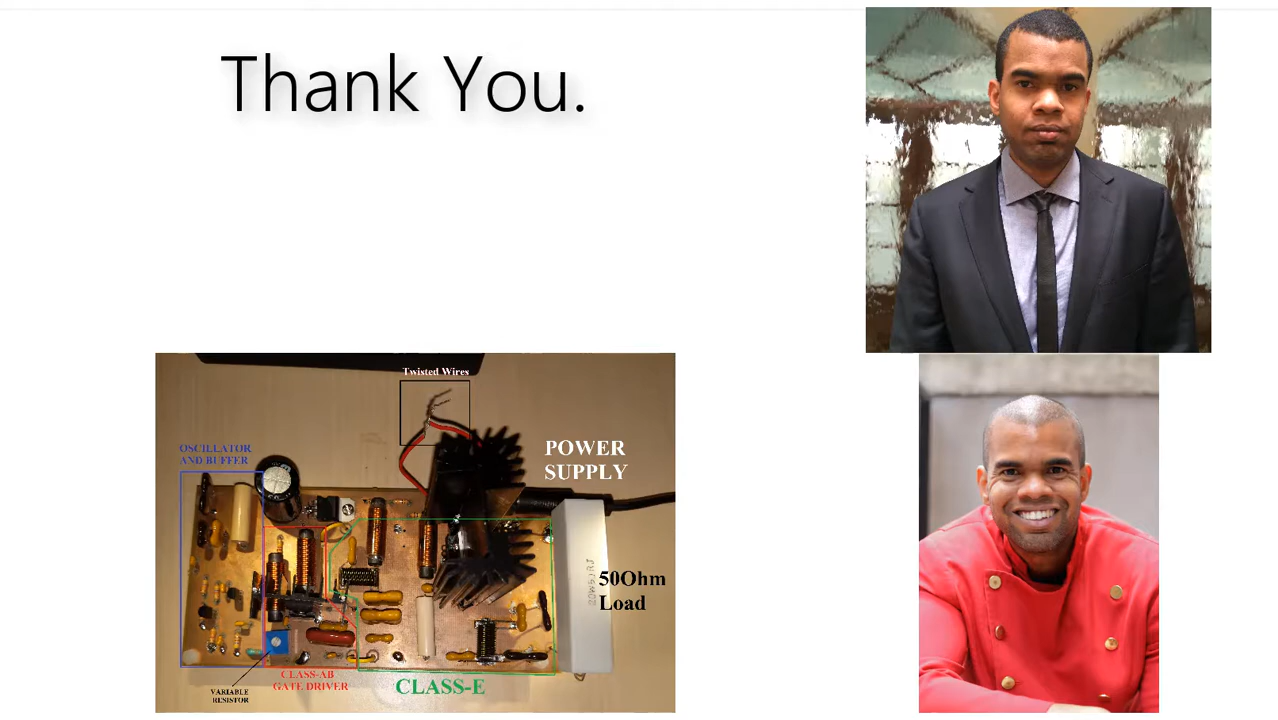 Thank You.
Twisted Wires
OSCILLATOR
AND BUFFER
POWER
SUPPLY
50Ohm
Load
CLASS-AB
GATE DRIVER
CLASS-E
VARIABLE
RESISTOR